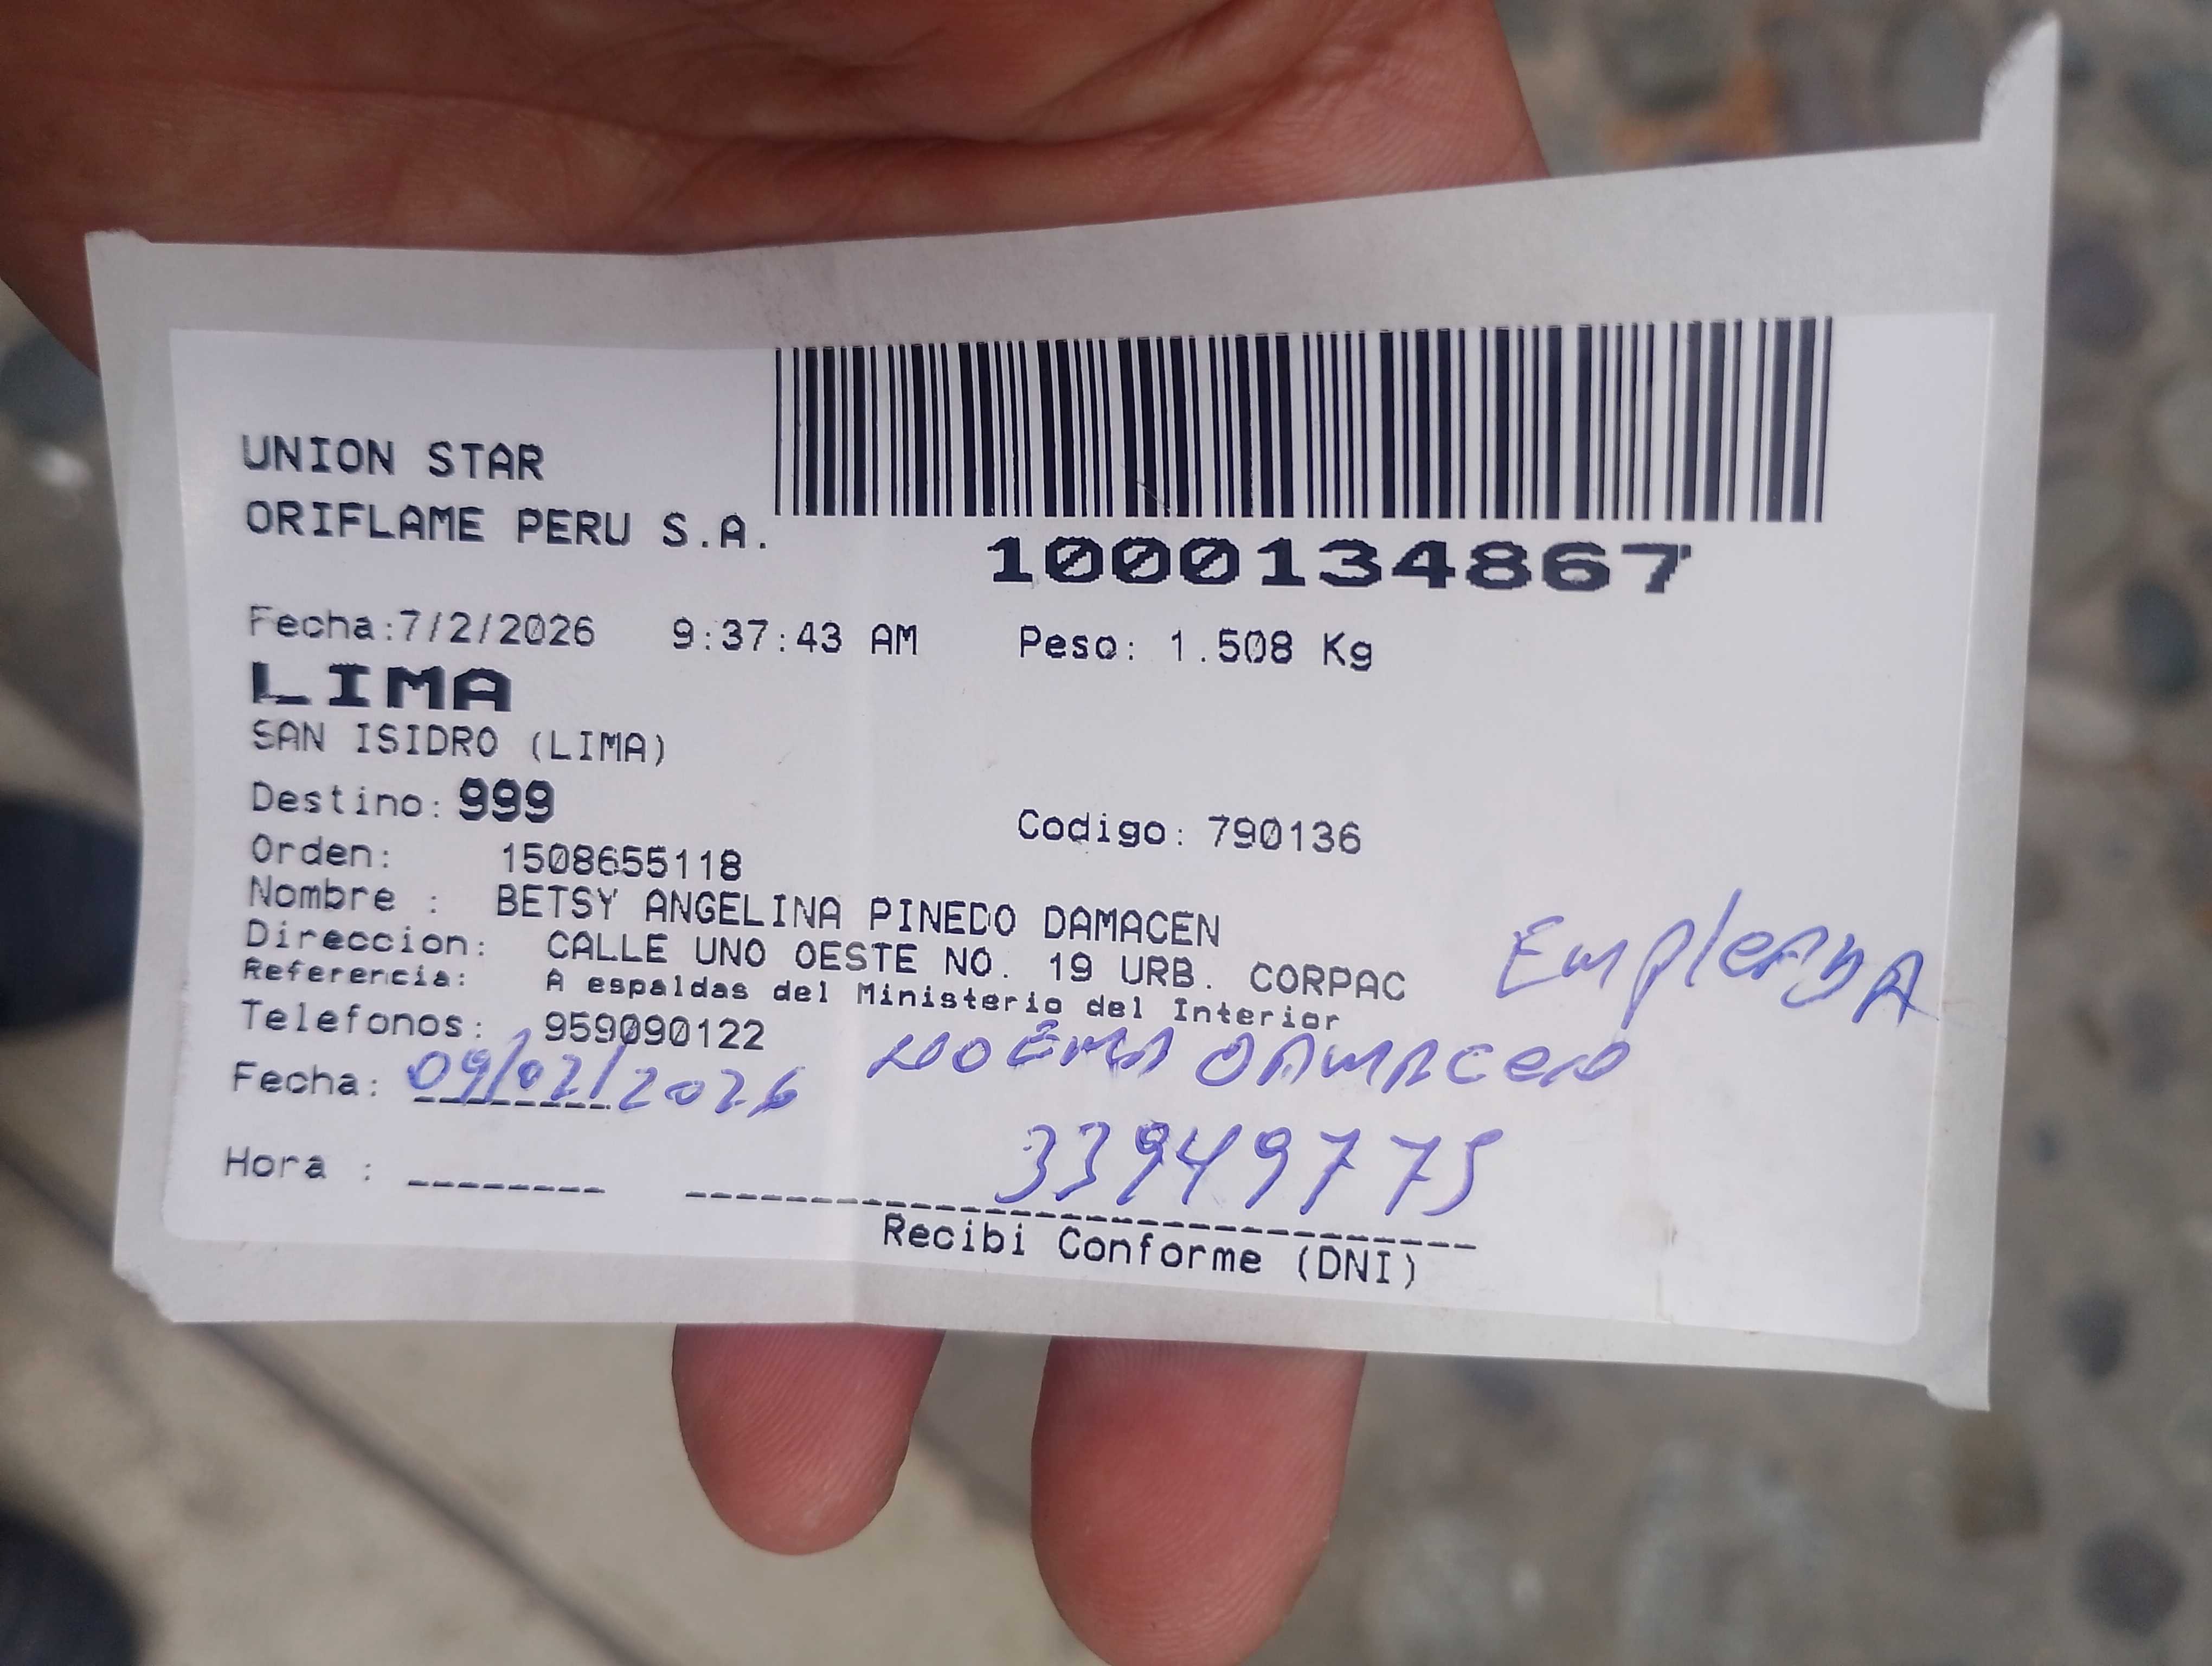 UNION STAR
ORIFLAME PERU S.A.
1000134867
Fecha:7/2/2026 9:37:43 AM Peso: 1.508 Kg
LIMA
SAN ISIDRO (LIMA)
Destino: 999
Codigo: 790136
Orden: 1508655118
Nombre : BETSY ANGELINA PINEDO DAMACEN
Direccion: CALLE UNO OESTE NO. 19 URB. CORPAC
EmpleADA
Referencia: A espaldas del Ministerio del Interior
Telefonos: 959090122
NOEMA DAMACEN
Fecha: 09/02/2026
33949775
Hora :
Recibi Conforme (DNI)